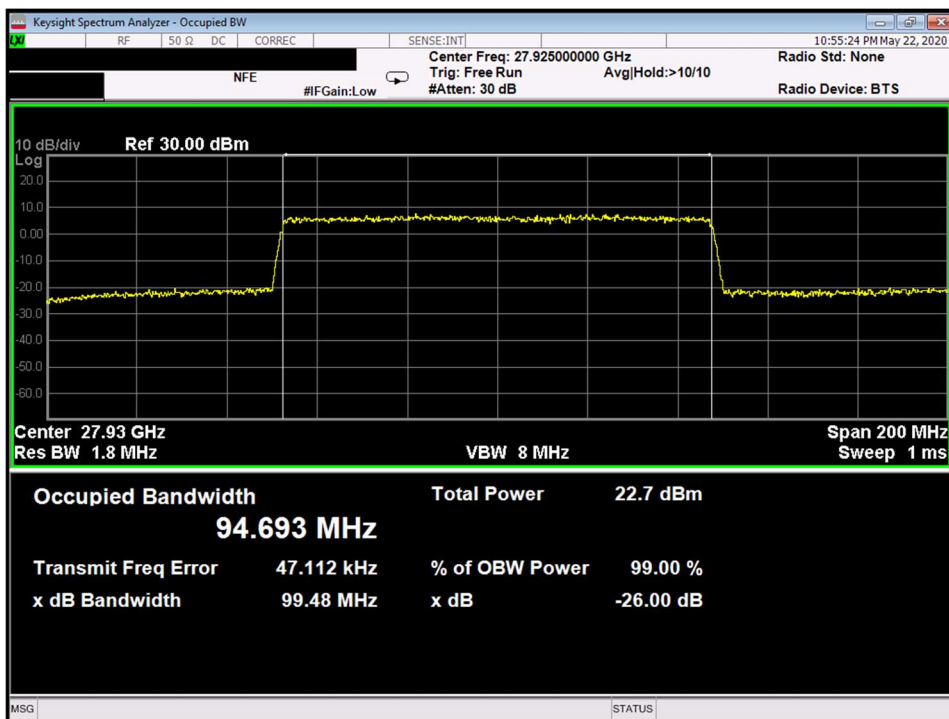 Keysight Spectrum Analyzer - Occupied BW
LXI RF 50 Ω DC CORREC SENSE:INT 10:55:24 PM May 22, 2020
Center Freq: 27.925000000 GHz Radio Std: None
NFE Trig: Free Run Avg|Hold:>10/10
#IFGain:Low #Atten: 30 dB Radio Device: BTS
10 dB/div Ref 30.00 dBm
Log
20.0
10.0
0.00
-10.0
-20.0
-30.0
-40.0
-50.0
-60.0
Center 27.93 GHz Span 200 MHz
Res BW 1.8 MHz VBW 8 MHz Sweep 1 ms
Occupied Bandwidth Total Power 22.7 dBm
94.693 MHz
Transmit Freq Error 47.112 kHz % of OBW Power 99.00 %
x dB Bandwidth 99.48 MHz x dB -26.00 dB
MSG STATUS